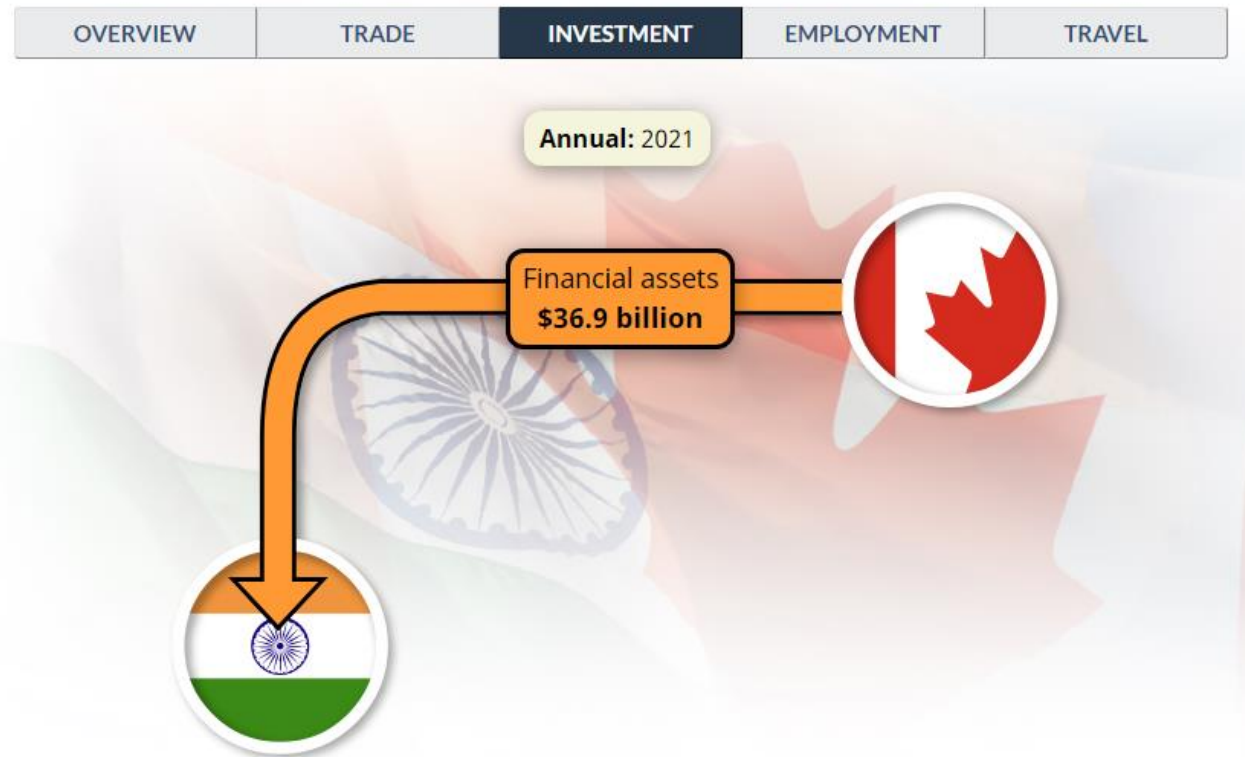 OVERVIEW TRADE INVESTMENT EMPLOYMENT TRAVEL
Annual: 2021
Financial assets
$36.9 billion